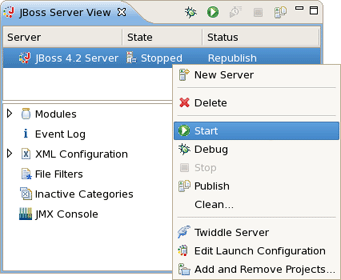 JBoss Server View
Server State Status
JBoss 4.2 Server Stopped Republish
New Server
Delete
Start
Debug
Stop
Publish
Clean...
Twiddle Server
Edit Launch Configuration
Add and Remove Projects...
Modules
Event Log
XML Configuration
File Filters
Inactive Categories
JMX Console